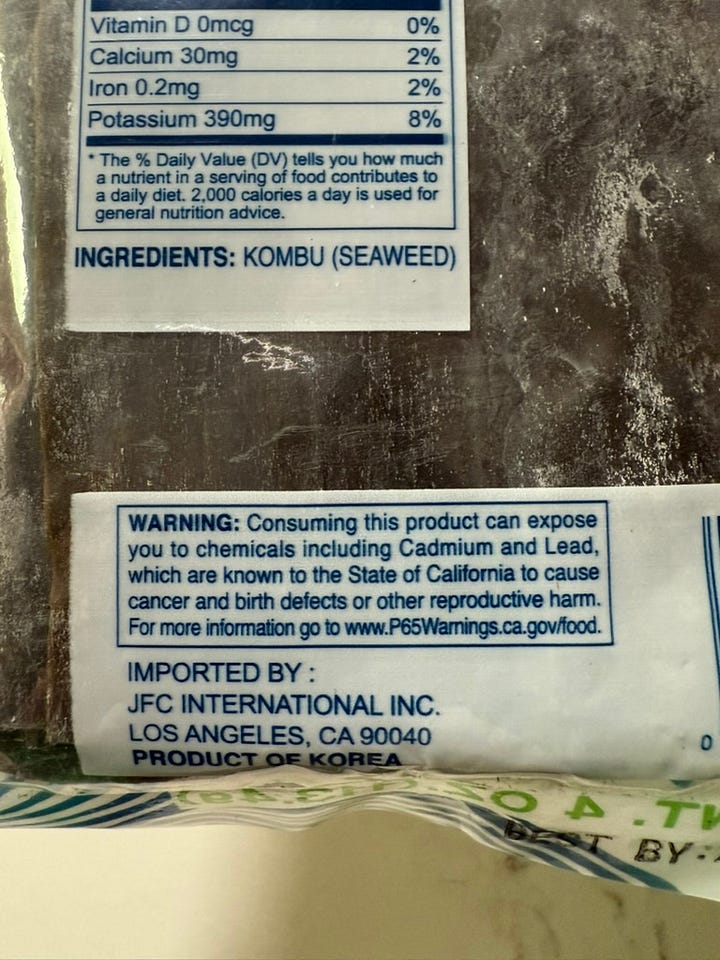 Vitamin D 0mcg 0%
Calcium 30mg 2%
Iron 0.2mg 2%
Potassium 390mg 8%
* The % Daily Value (DV) tells you how much
a nutrient in a serving of food contributes to
a daily diet. 2,000 calories a day is used for
general nutrition advice.
INGREDIENTS: KOMBU (SEAWEED)
WARNING: Consuming this product can expose
you to chemicals including Cadmium and Lead,
which are known to the State of California to cause
cancer and birth defects or other reproductive harm.
For more information go to www.P65Warnings.ca.gov/food.
IMPORTED BY :
JFC INTERNATIONAL INC.
LOS ANGELES, CA 90040
0
PRODUCT OF KOREA
BEST BY: